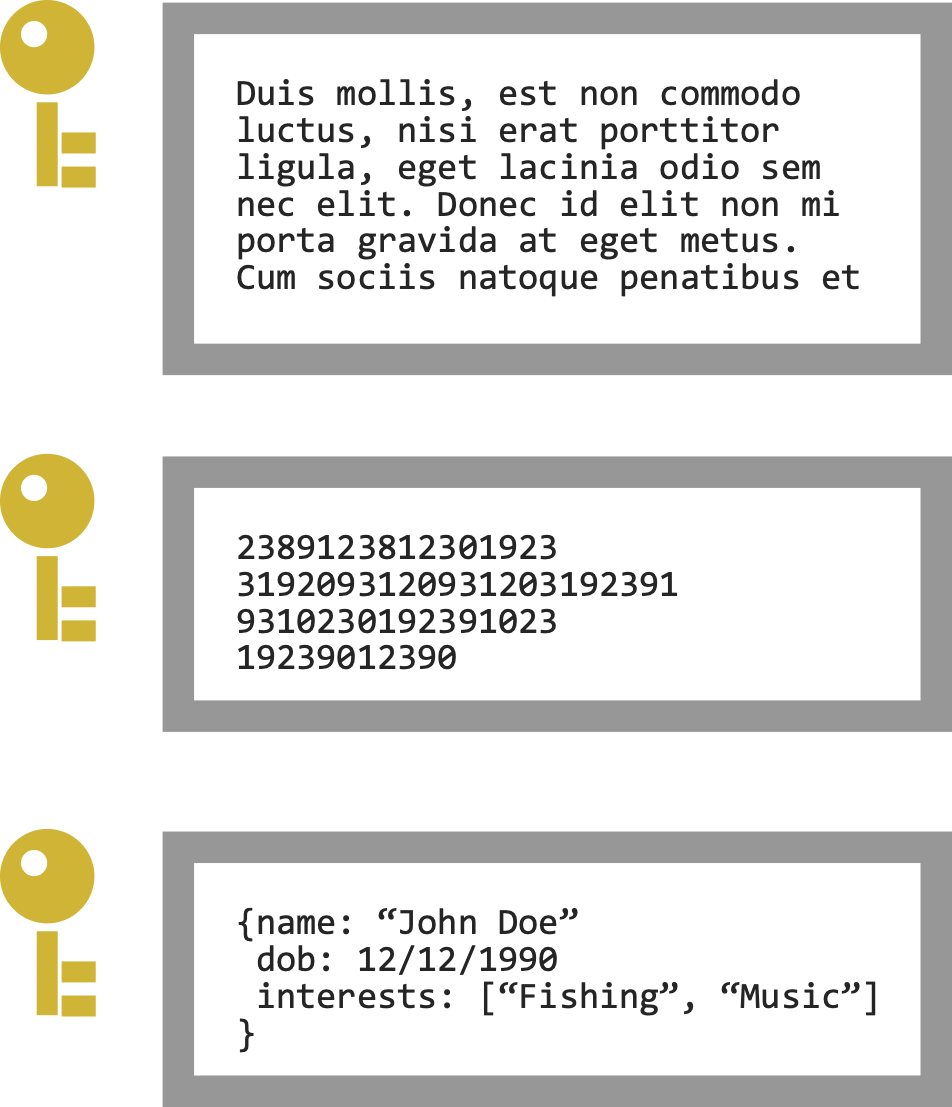 Duis mollis, est non commodo
luctus, nisi erat porttitor
ligula, eget lacinia odio sem
nec elit. Donec id elit non mi
porta gravida at eget metus.
Cum sociis natoque penatibus et
2389123812301923
3192093120931203192391
9310230192391023
19239012390
{name: “John Doe”
 dob: 12/12/1990
 interests: [“Fishing”, “Music”]
}